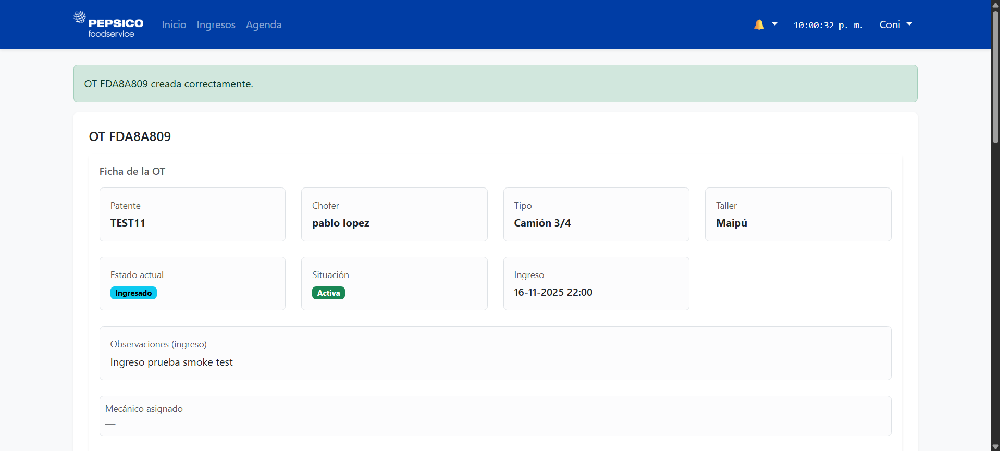 PEPSICO
foodservice
Inicio Ingresos Agenda
10:00:32 p. m.
Coni
OT FDA8A809 creada correctamente.
OT FDA8A809
Ficha de la OT
Patente
TEST11
Chofer
pablo lopez
Tipo
Camión 3/4
Taller
Maipú
Estado actual
Ingresado
Situación
Activa
Ingreso
16-11-2025 22:00
Observaciones (ingreso)
Ingreso prueba smoke test
Mecánico asignado
—